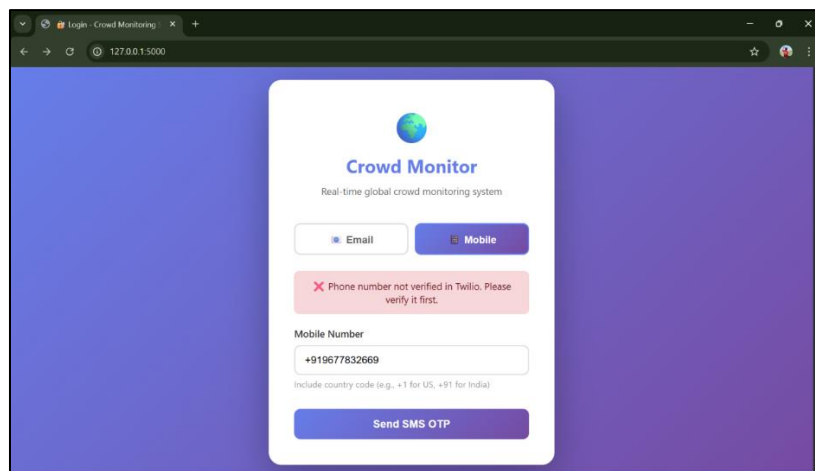 Login - Crowd Monitoring
127.0.0.1:5000
Crowd Monitor
Real-time global crowd monitoring system
Email
Mobile
Phone number not verified in Twilio. Please
verify it first.
Mobile Number
+919677832669
Include country code (e.g., +1 for US, +91 for India)
Send SMS OTP